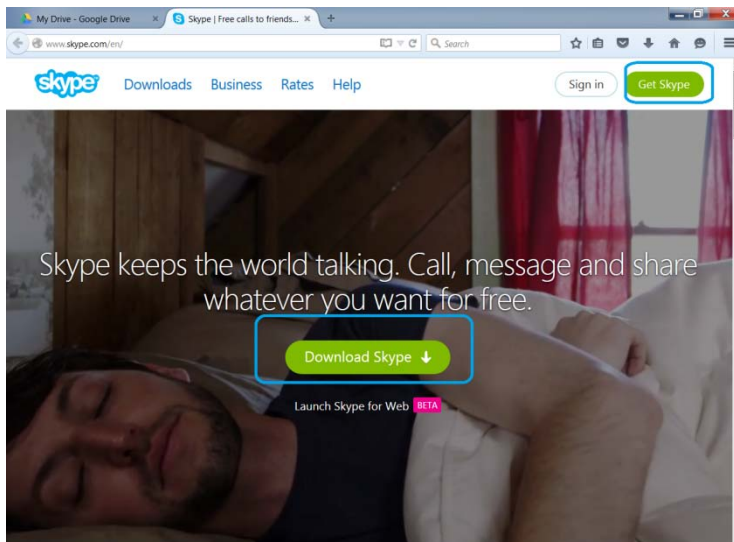 My Drive - Google Drive
Skype | Free calls to friends...
www.skype.com/en/
Search
skype Downloads Business Rates Help Sign in Get Skype
Skype keeps the world talking. Call, message and share
whatever you want for free.
Download Skype
Launch Skype for Web BETA